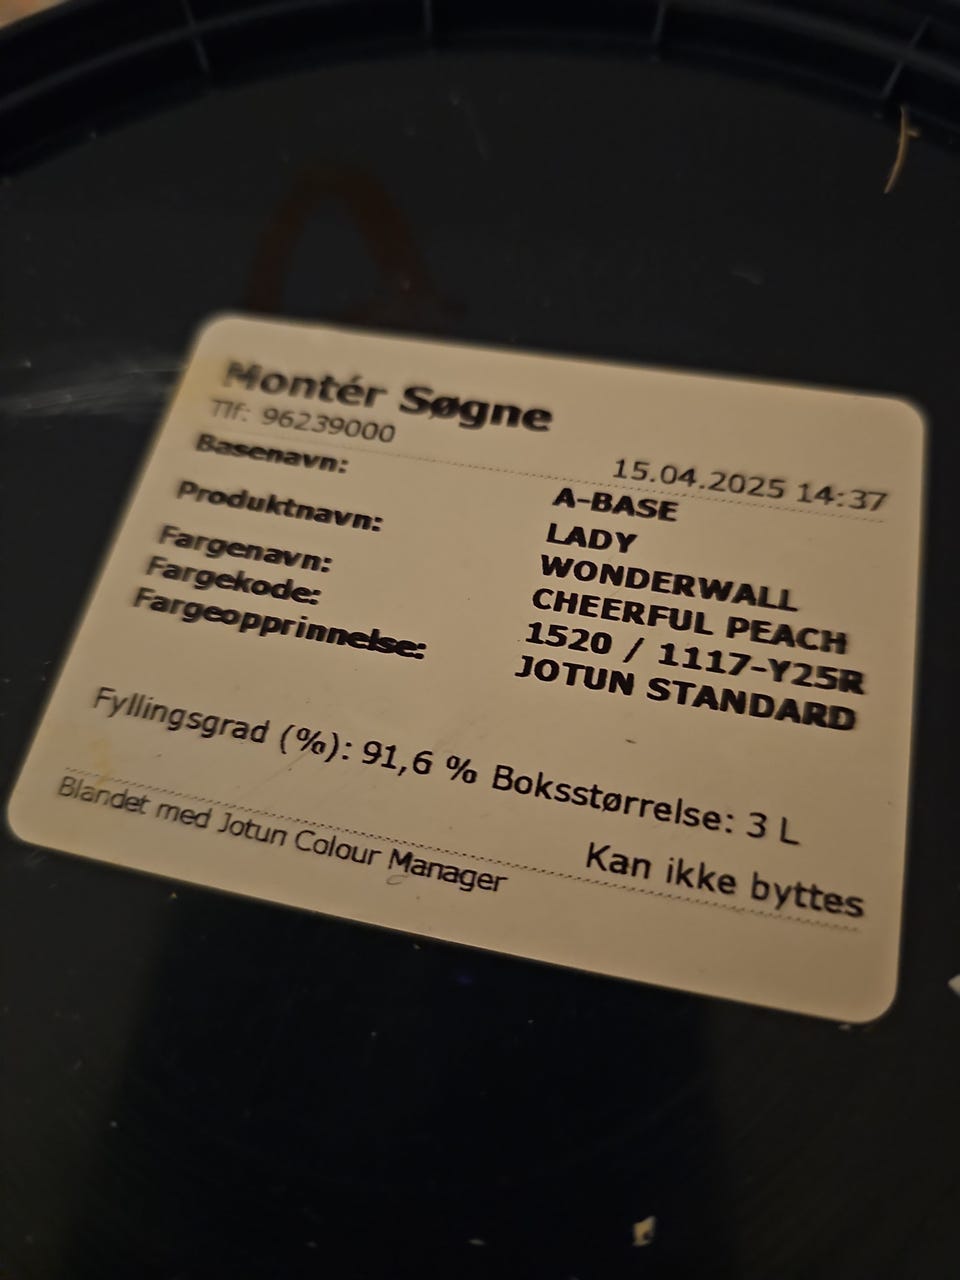 Montér Søgne
Tlf: 96239000
15.04.2025 14:37
Basenavn: A-BASE
Produktnavn: LADY
WONDERWALL
Fargenavn: CHEERFUL PEACH
Fargekode: 1520 / 1117-Y25R
Fargeopprinnelse: JOTUN STANDARD
Fyllingsgrad (%): 91,6 % Boksstørrelse: 3 L
Kan ikke byttes
Blandet med Jotun Colour Manager